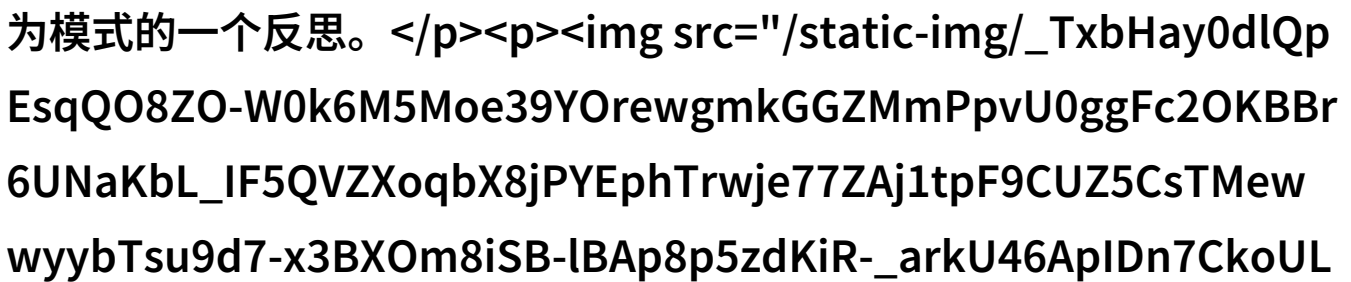 为模式的一个反思。</p><p><img src="/static-img/_TxbHay0dlQp
EsqQO8ZO-W0k6M5Moe39YOrewgmkGGZMmPpvU0ggFc2OKBBr
6UNaKbL_IF5QVZXoqbX8jPYEphTrwje77ZAj1tpF9CUZ5CsTMew
wyybTsu9d7-x3BXOm8iSB-lBAp8p5zdKiR-_arkU46ApIDn7CkoUL